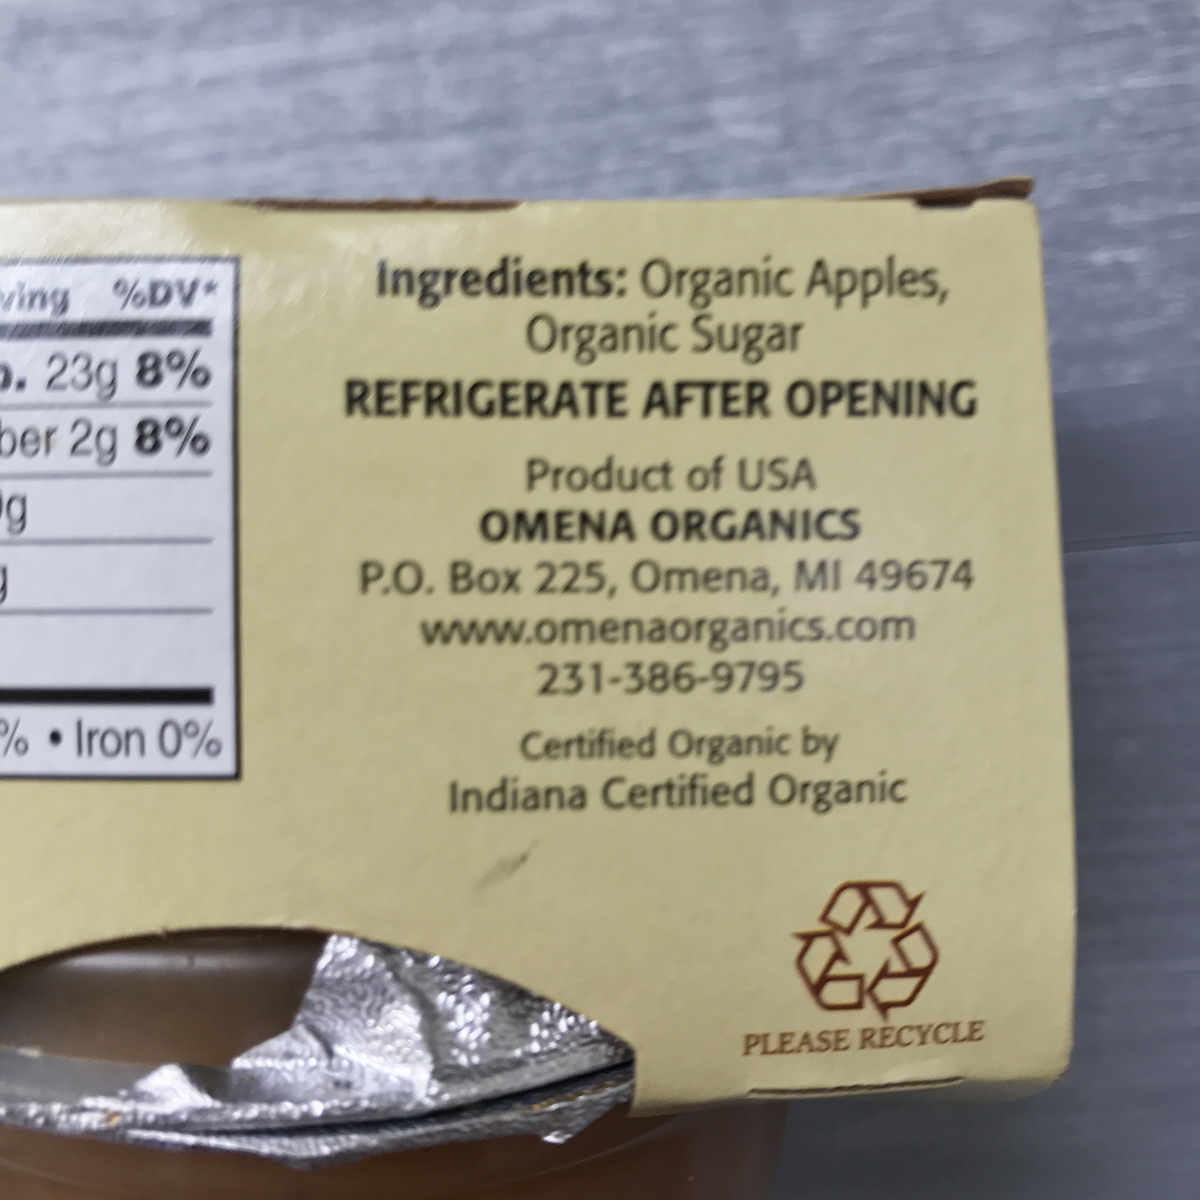 %DV*
23g 8%
2g 8%
g
g
% • Iron 0%
Ingredients: Organic Apples,
Organic Sugar
REFRIGERATE AFTER OPENING
Product of USA
OMENA ORGANICS
P.O. Box 225, Omena, MI 49674
www.omenaorganics.com
231-386-9795
Certified Organic by
Indiana Certified Organic
PLEASE RECYCLE